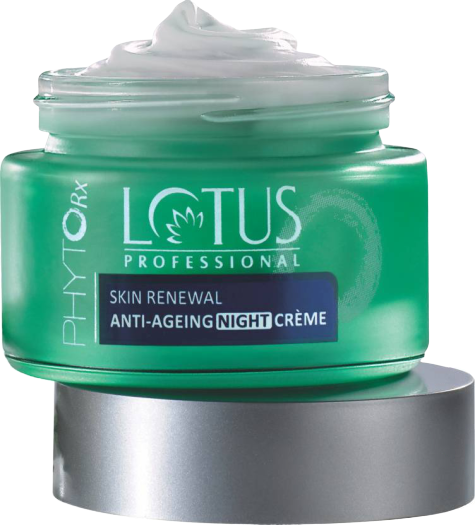 PHYTORx
LOTUS
PROFESSIONAL
SKIN RENEWAL
ANTI-AGEING NIGHT CRÈME